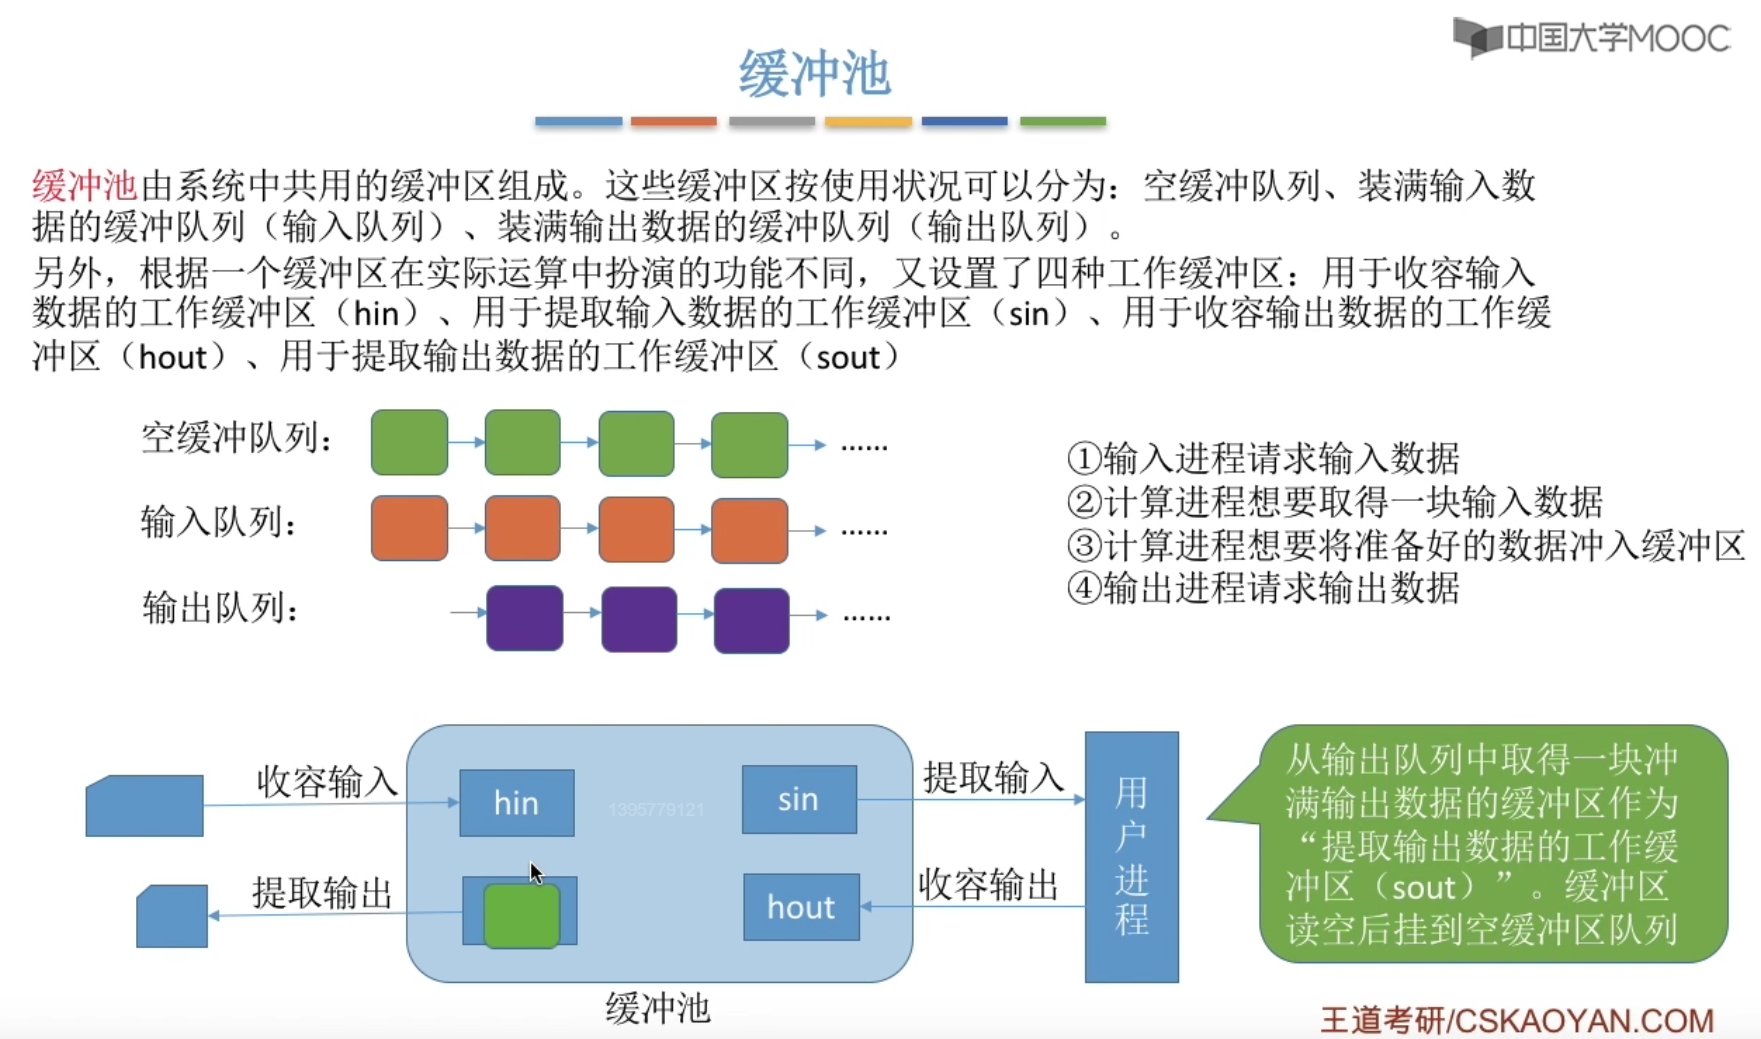 中国大学MOOC
缓冲池
缓冲池由系统中共用的缓冲区组成。这些缓冲区按使用状况可以分为：空缓冲队列、装满输入数
据的缓冲队列（输入队列）、装满输出数据的缓冲队列（输出队列）。
另外，根据一个缓冲区在实际运算中扮演的功能不同，又设置了四种工作缓冲区：用于收容输入
数据的工作缓冲区（hin）、用于提取输入数据的工作缓冲区（sin）、用于收容输出数据的工作缓
冲区（hout）、用于提取输出数据的工作缓冲区（sout）
空缓冲队列：
......
输入队列：
......
输出队列：
......
①输入进程请求输入数据
②计算进程想要取得一块输入数据
③计算进程想要将准备好的数据冲入缓冲区
④输出进程请求输出数据
收容输入
hin
1395779121
sin
提取输入
提取输出
hout
收容输出
用户进程
缓冲池
从输出队列中取得一块冲
满输出数据的缓冲区作为
“提取输出数据的工作缓
冲区（sout）”。缓冲区
读空后挂到空缓冲区队列
王道考研/CSKAOYAN.COM